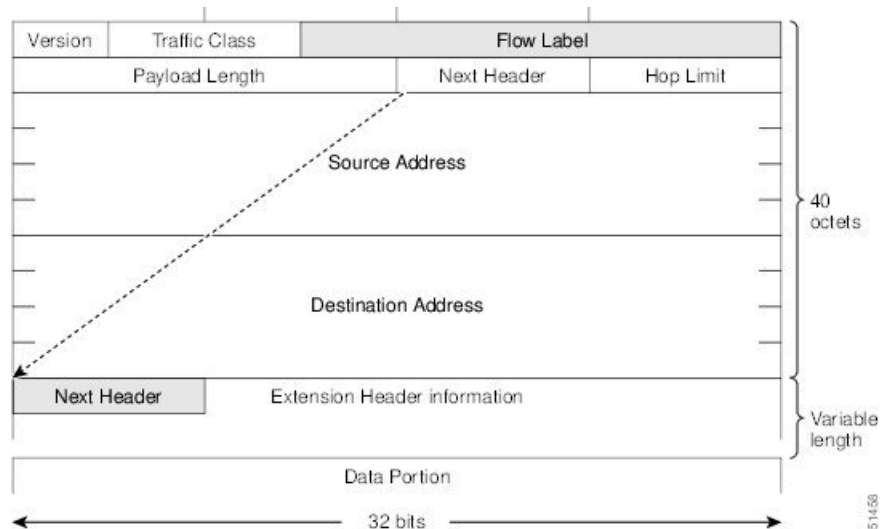 Version Traffic Class Flow Label
Payload Length Next Header Hop Limit
Source Address
40
octets
Destination Address
Next Header Extension Header information
Variable
length
Data Portion
32 bits
51458